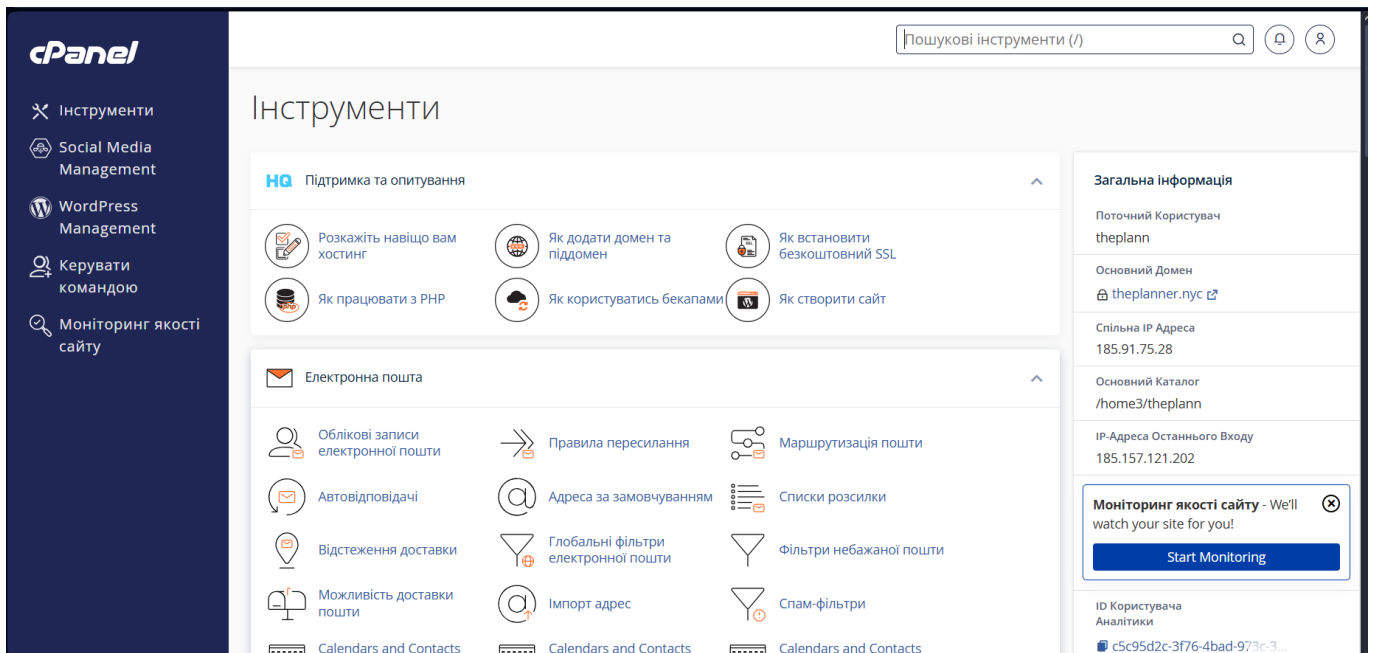 cPanel
Пошукові інструменти (/)
Інструменти
Social Media
Management
WordPress
Management
Керувати
командою
Моніторинг якості
сайту
Інструменти
HQ Підтримка та опитування
Розкажіть навіщо вам
хостинг
Як додати домен та
піддомен
Як встановити
безкоштовний SSL
Як працювати з PHP
Як користуватись бекапами
Як створити сайт
Електронна пошта
Облікові записи
електронної пошти
Правила пересилання
Маршрутизація пошти
Автовідповідачі
Адреса за замовчуванням
Списки розсилки
Відстеження доставки
Глобальні фільтри
електронної пошти
Фільтри небажаної пошти
Можливість доставки
пошти
Імпорт адрес
Спам-фільтри
Calendars and Contacts
Calendars and Contacts
Calendars and Contacts
Загальна інформація
Поточний Користувач
theplann
Основний Домен
theplanner.nyc
Спільна IP Адреса
185.91.75.28
Основний Каталог
/home3/theplann
IP-Адреса Останнього Входу
185.157.121.202
Моніторинг якості сайту - We'll
watch your site for you!
Start Monitoring
ID Користувача
Аналітики
c5c95d2c-3f76-4bad-973c-3...